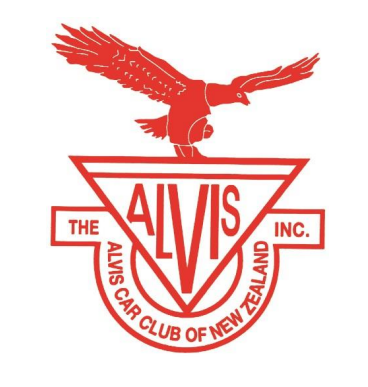 ALVIS
THE
ALVIS CAR CLUB OF NEW ZEALAND
INC.